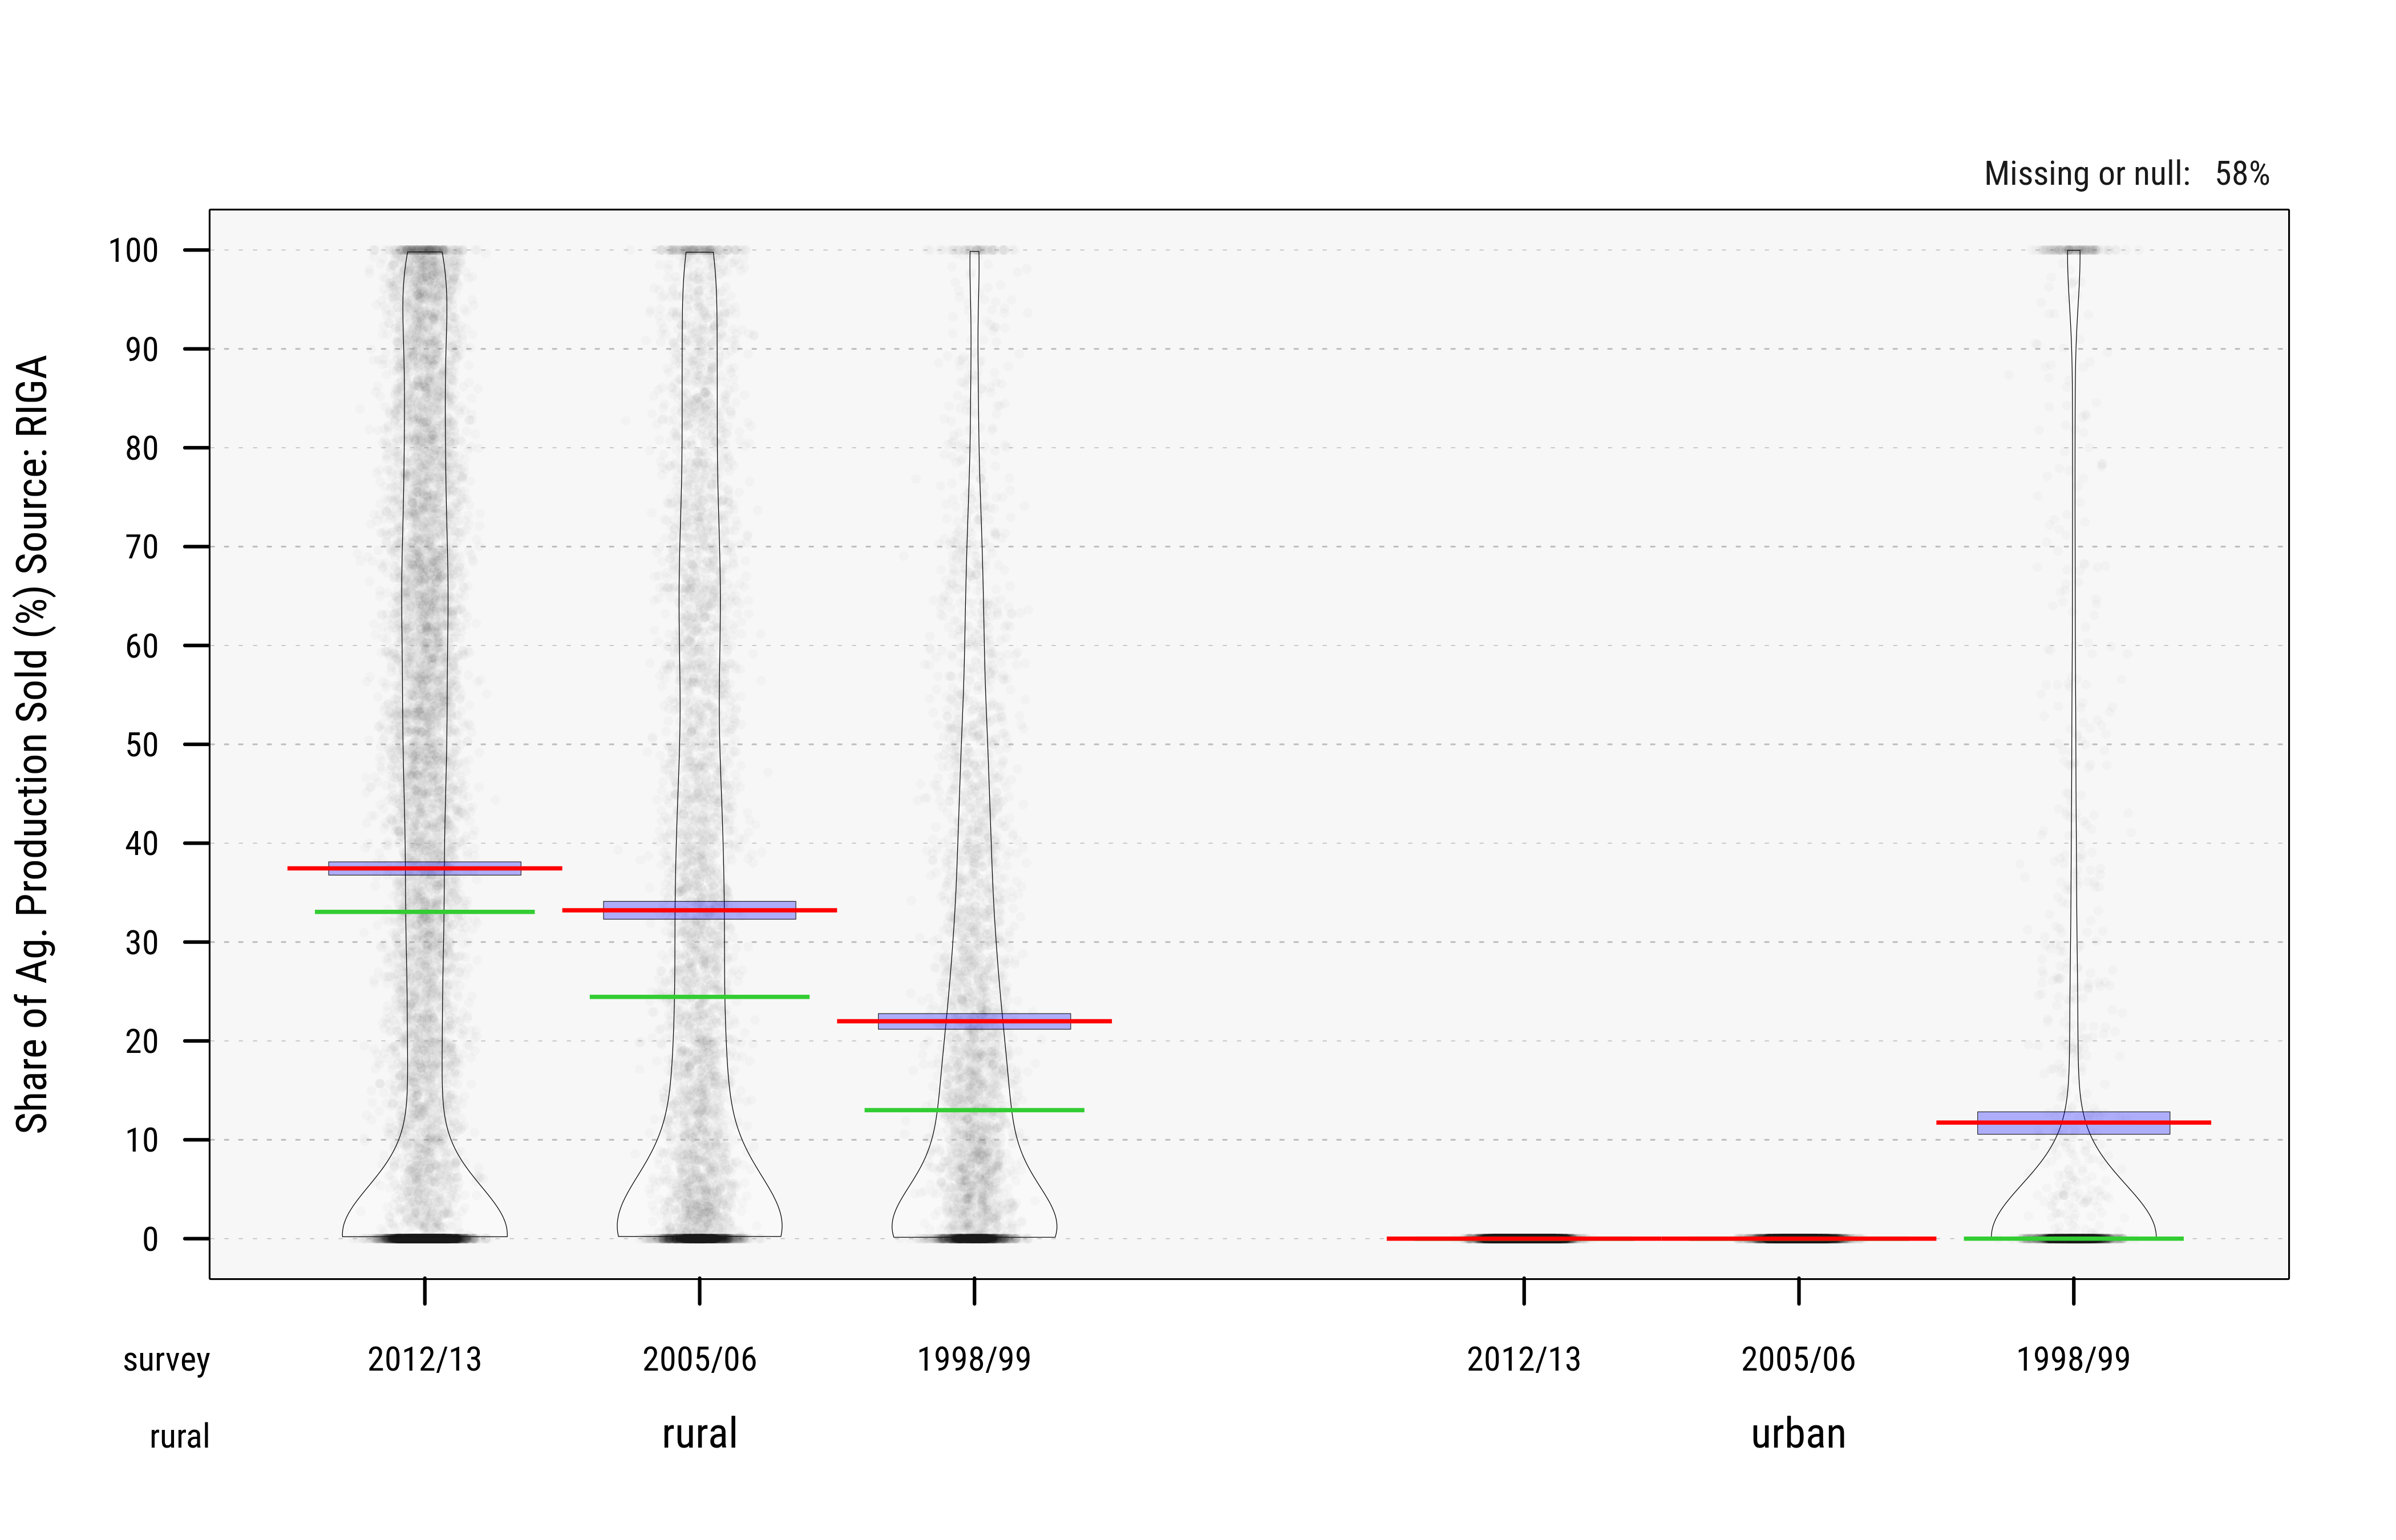 Missing or null: 58%
Share of Ag. Production Sold (%) Source: RIGA
100
90
80
70
60
50
40
30
20
10
0
survey 2012/13 2005/06 1998/99 2012/13 2005/06 1998/99
rural rural urban